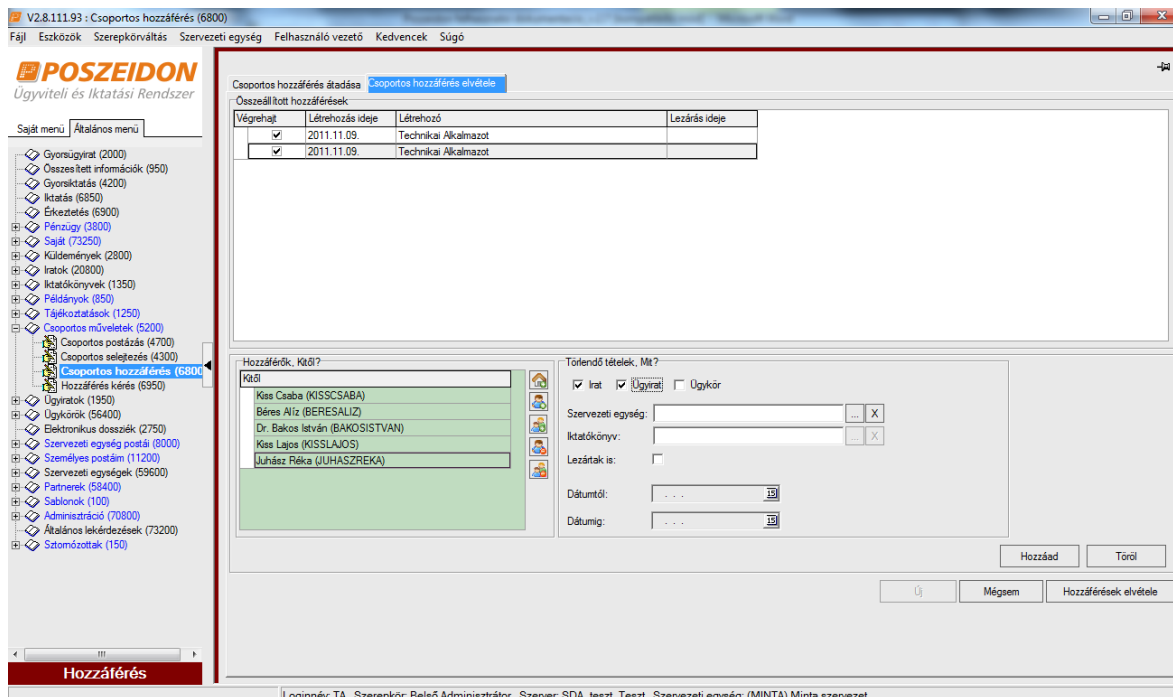 V2.8.111.93 : Csoportos hozzáférés (6800)
Fájl Eszközök Szerepkörváltás Szervezeti egység Felhasználó vezető Kedvencek Súgó
POSZEIDON
Ügyviteli és Iktatási Rendszer
Saját menü Általános menü
Gyorsügyirat (2000)
Összesített információk (950)
Gyorsiktatás (4200)
Iktatás (6850)
Érkeztetés (6900)
Pénzügy (3800)
Saját (73250)
Küldemények (2800)
Iratok (20800)
Iktatókönyvek (1350)
Példányok (850)
Tájékoztatások (1250)
Csoportos műveletek (5200)
Csoportos postázás (4700)
Csoportos selejtezés (4300)
Csoportos hozzáférés (6800
Hozzáférés kérés (6950)
Ügyiratok (1950)
Ügykörök (56400)
Elektronikus dossziék (2750)
Szervezeti egység postái (8000)
Személyes postáim (11200)
Szervezeti egységek (59600)
Partnerek (58400)
Sablonok (100)
Adminisztráció (70800)
Általános lekérdezések (73200)
Sztornózottak (150)
Hozzáférés
Csoportos hozzáférés átadása Csoportos hozzáférés elvétele
Összeállított hozzáférések
Végrehajt Létrehozás ideje Létrehozó Lezárás ideje
2011.11.09. Technikai Alkalmazot
2011.11.09. Technikai Alkalmazot
Hozzáférők, Kitől?
Kitől
Kiss Csaba (KISSCSABA)
Béres Alíz (BERESALIZ)
Dr. Bakos István (BAKOSISTVAN)
Kiss Lajos (KISSLAJOS)
Juhász Réka (JUHASZREKA)
Törlendő tételek, Mit?
Irat Ügyirat Ügykör
Szervezeti egység: ... X
Iktatókönyv: ... X
Lezártak is:
Dátumtól: . . . 15
Dátumig: . . . 15
Hozzáad Töröl
Új Mégsem Hozzáférések elvétele
Loginnév: TA Szerepkör: Belső Adminisztrátor Szerver: SDA_teszt_Teszt Szervezeti egység: (MINTA) Minta szervezet